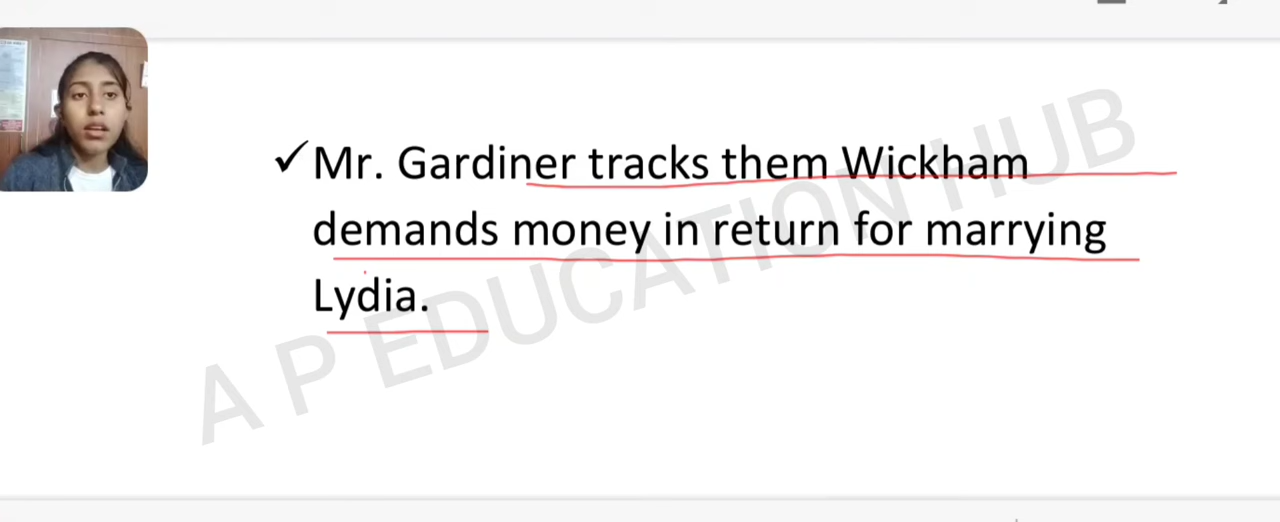 ✓Mr. Gardiner tracks them Wickham
demands money in return for marrying
Lydia.
A P EDUCATION HUB